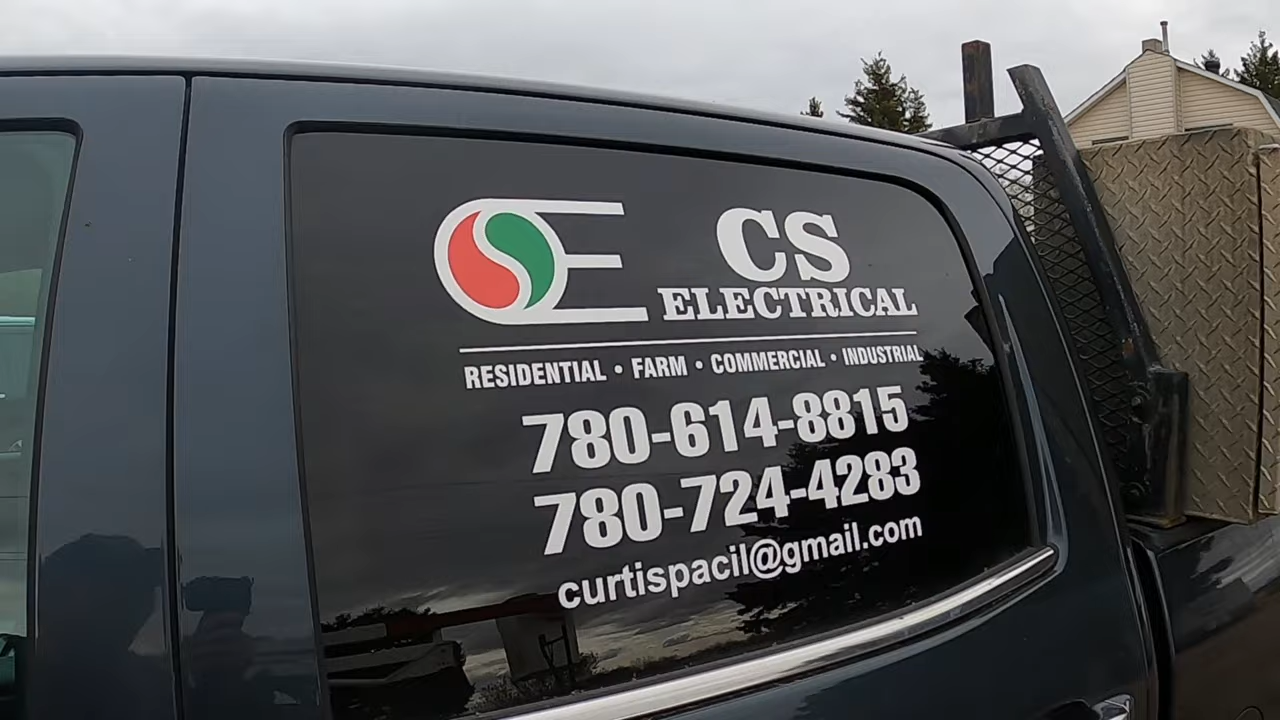 CS
ELECTRICAL
RESIDENTIAL • FARM • COMMERCIAL • INDUSTRIAL
780-614-8815
780-724-4283
curtispacil@gmail.com